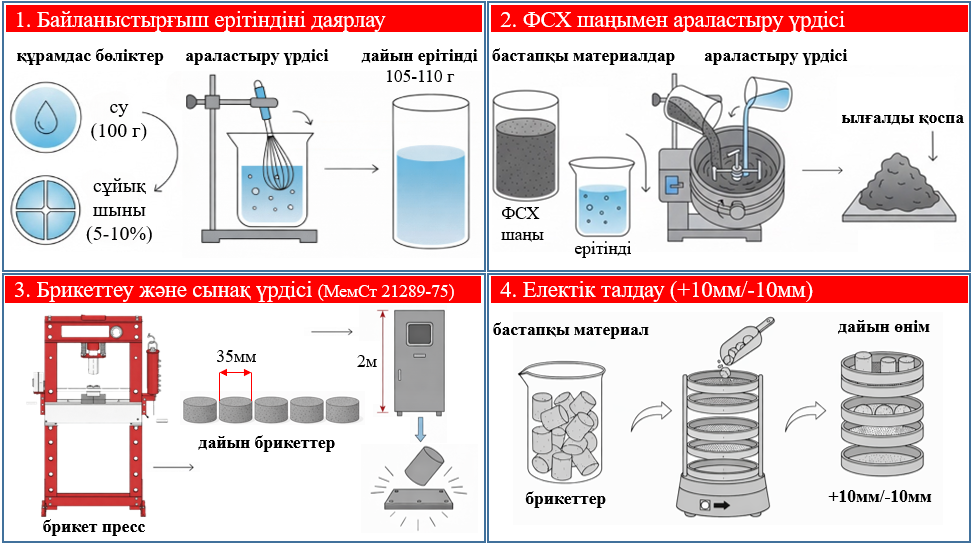 1. Байланыстырғыш ерітіндіні даярлау
құрамдас бөліктер
араластыру үрдісі
дайын ерітінді
105-110 г
су
(100 г)
сұйық
шыны
(5-10%)
2. ФСХ шаңымен араластыру үрдісі
бастапқы материалдар
араластыру үрдісі
ылғалды қоспа
ФСХ
шаңы
ерітінді
3. Брикеттеу және сынақ үрдісі (МемСт 21289-75)
35мм
2м
дайын брикеттер
брикет пресс
4. Електік талдау (+10мм/-10мм)
бастапқы материал
дайын өнім
брикеттер
+10мм/-10мм